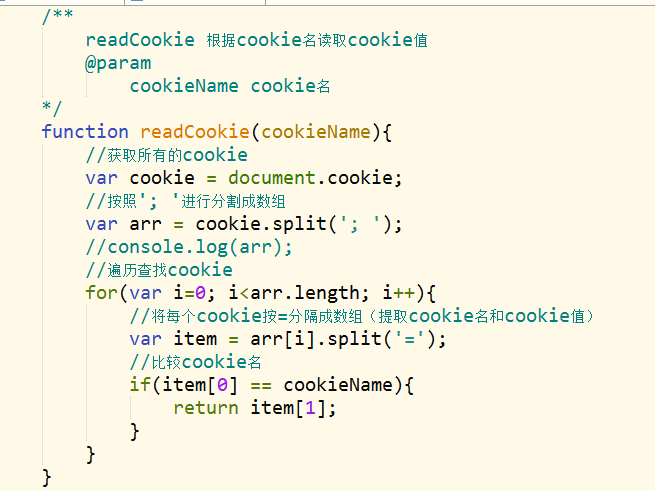 /**
    readCookie 根据cookie名读取cookie值
    @param
        cookieName cookie名
*/
function readCookie(cookieName){
    //获取所有的cookie
    var cookie = document.cookie;
    //按照'; '进行分割成数组
    var arr = cookie.split('; ');
    //console.log(arr);
    //遍历查找cookie
    for(var i=0; i<arr.length; i++){
        //将每个cookie按=分隔成数组（提取cookie名和cookie值）
        var item = arr[i].split('=');
        //比较cookie名
        if(item[0] == cookieName){
            return item[1];
        }
    }
}